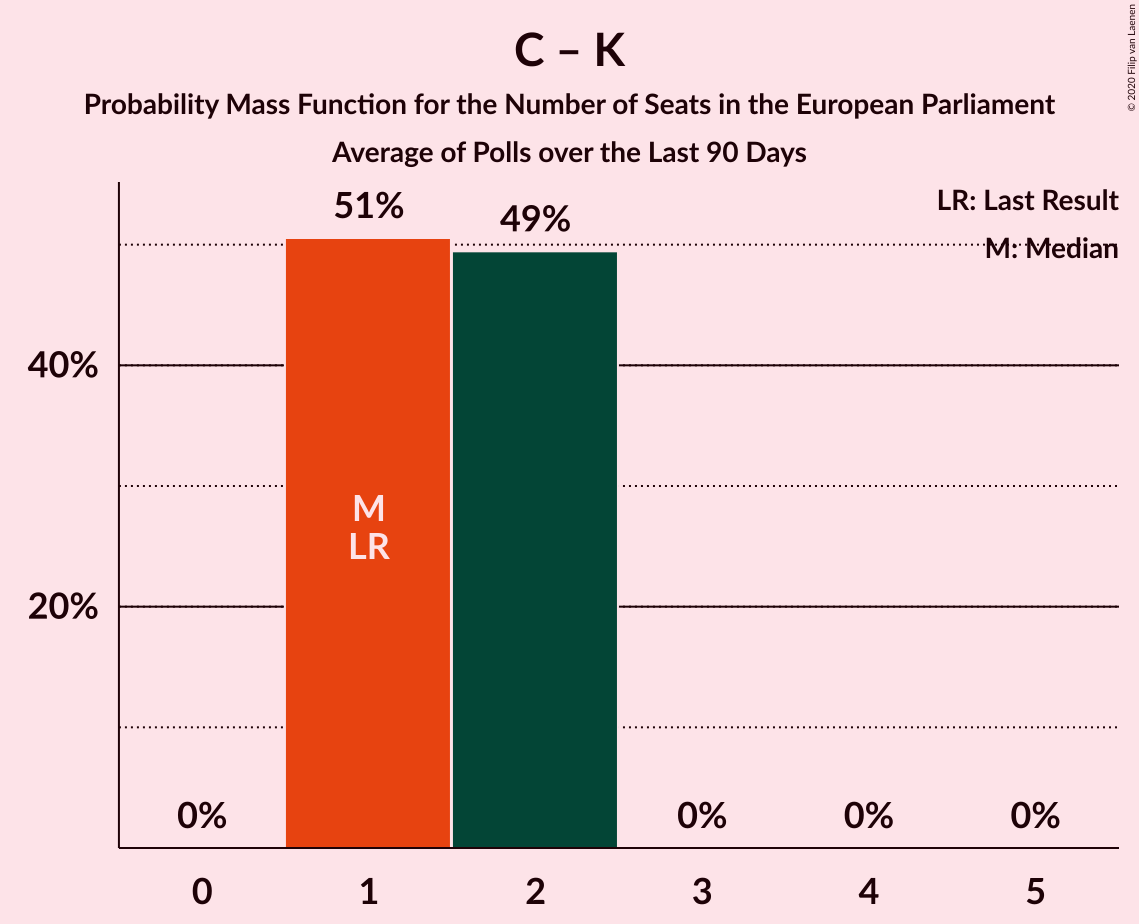 C – K
Probability Mass Function for the Number of Seats in the European Parliament
Average of Polls over the Last 90 Days
© 2020 Filip van Laenen
LR: Last Result
M: Median
51%
49%
40%
20%
M
LR
0%
0%
0%
0%
0
1
2
3
4
5